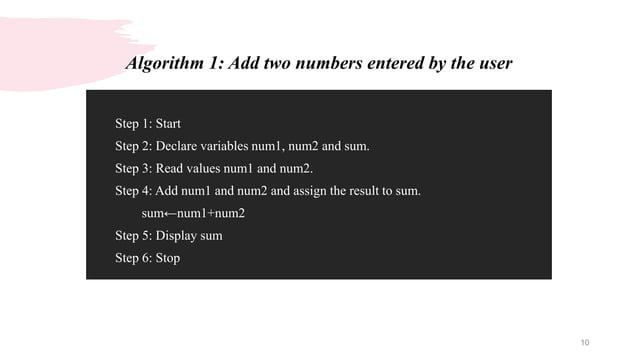 Algorithm 1: Add two numbers entered by the user
Step 1: Start
Step 2: Declare variables num1, num2 and sum.
Step 3: Read values num1 and num2.
Step 4: Add num1 and num2 and assign the result to sum.
sum←num1+num2
Step 5: Display sum
Step 6: Stop
10